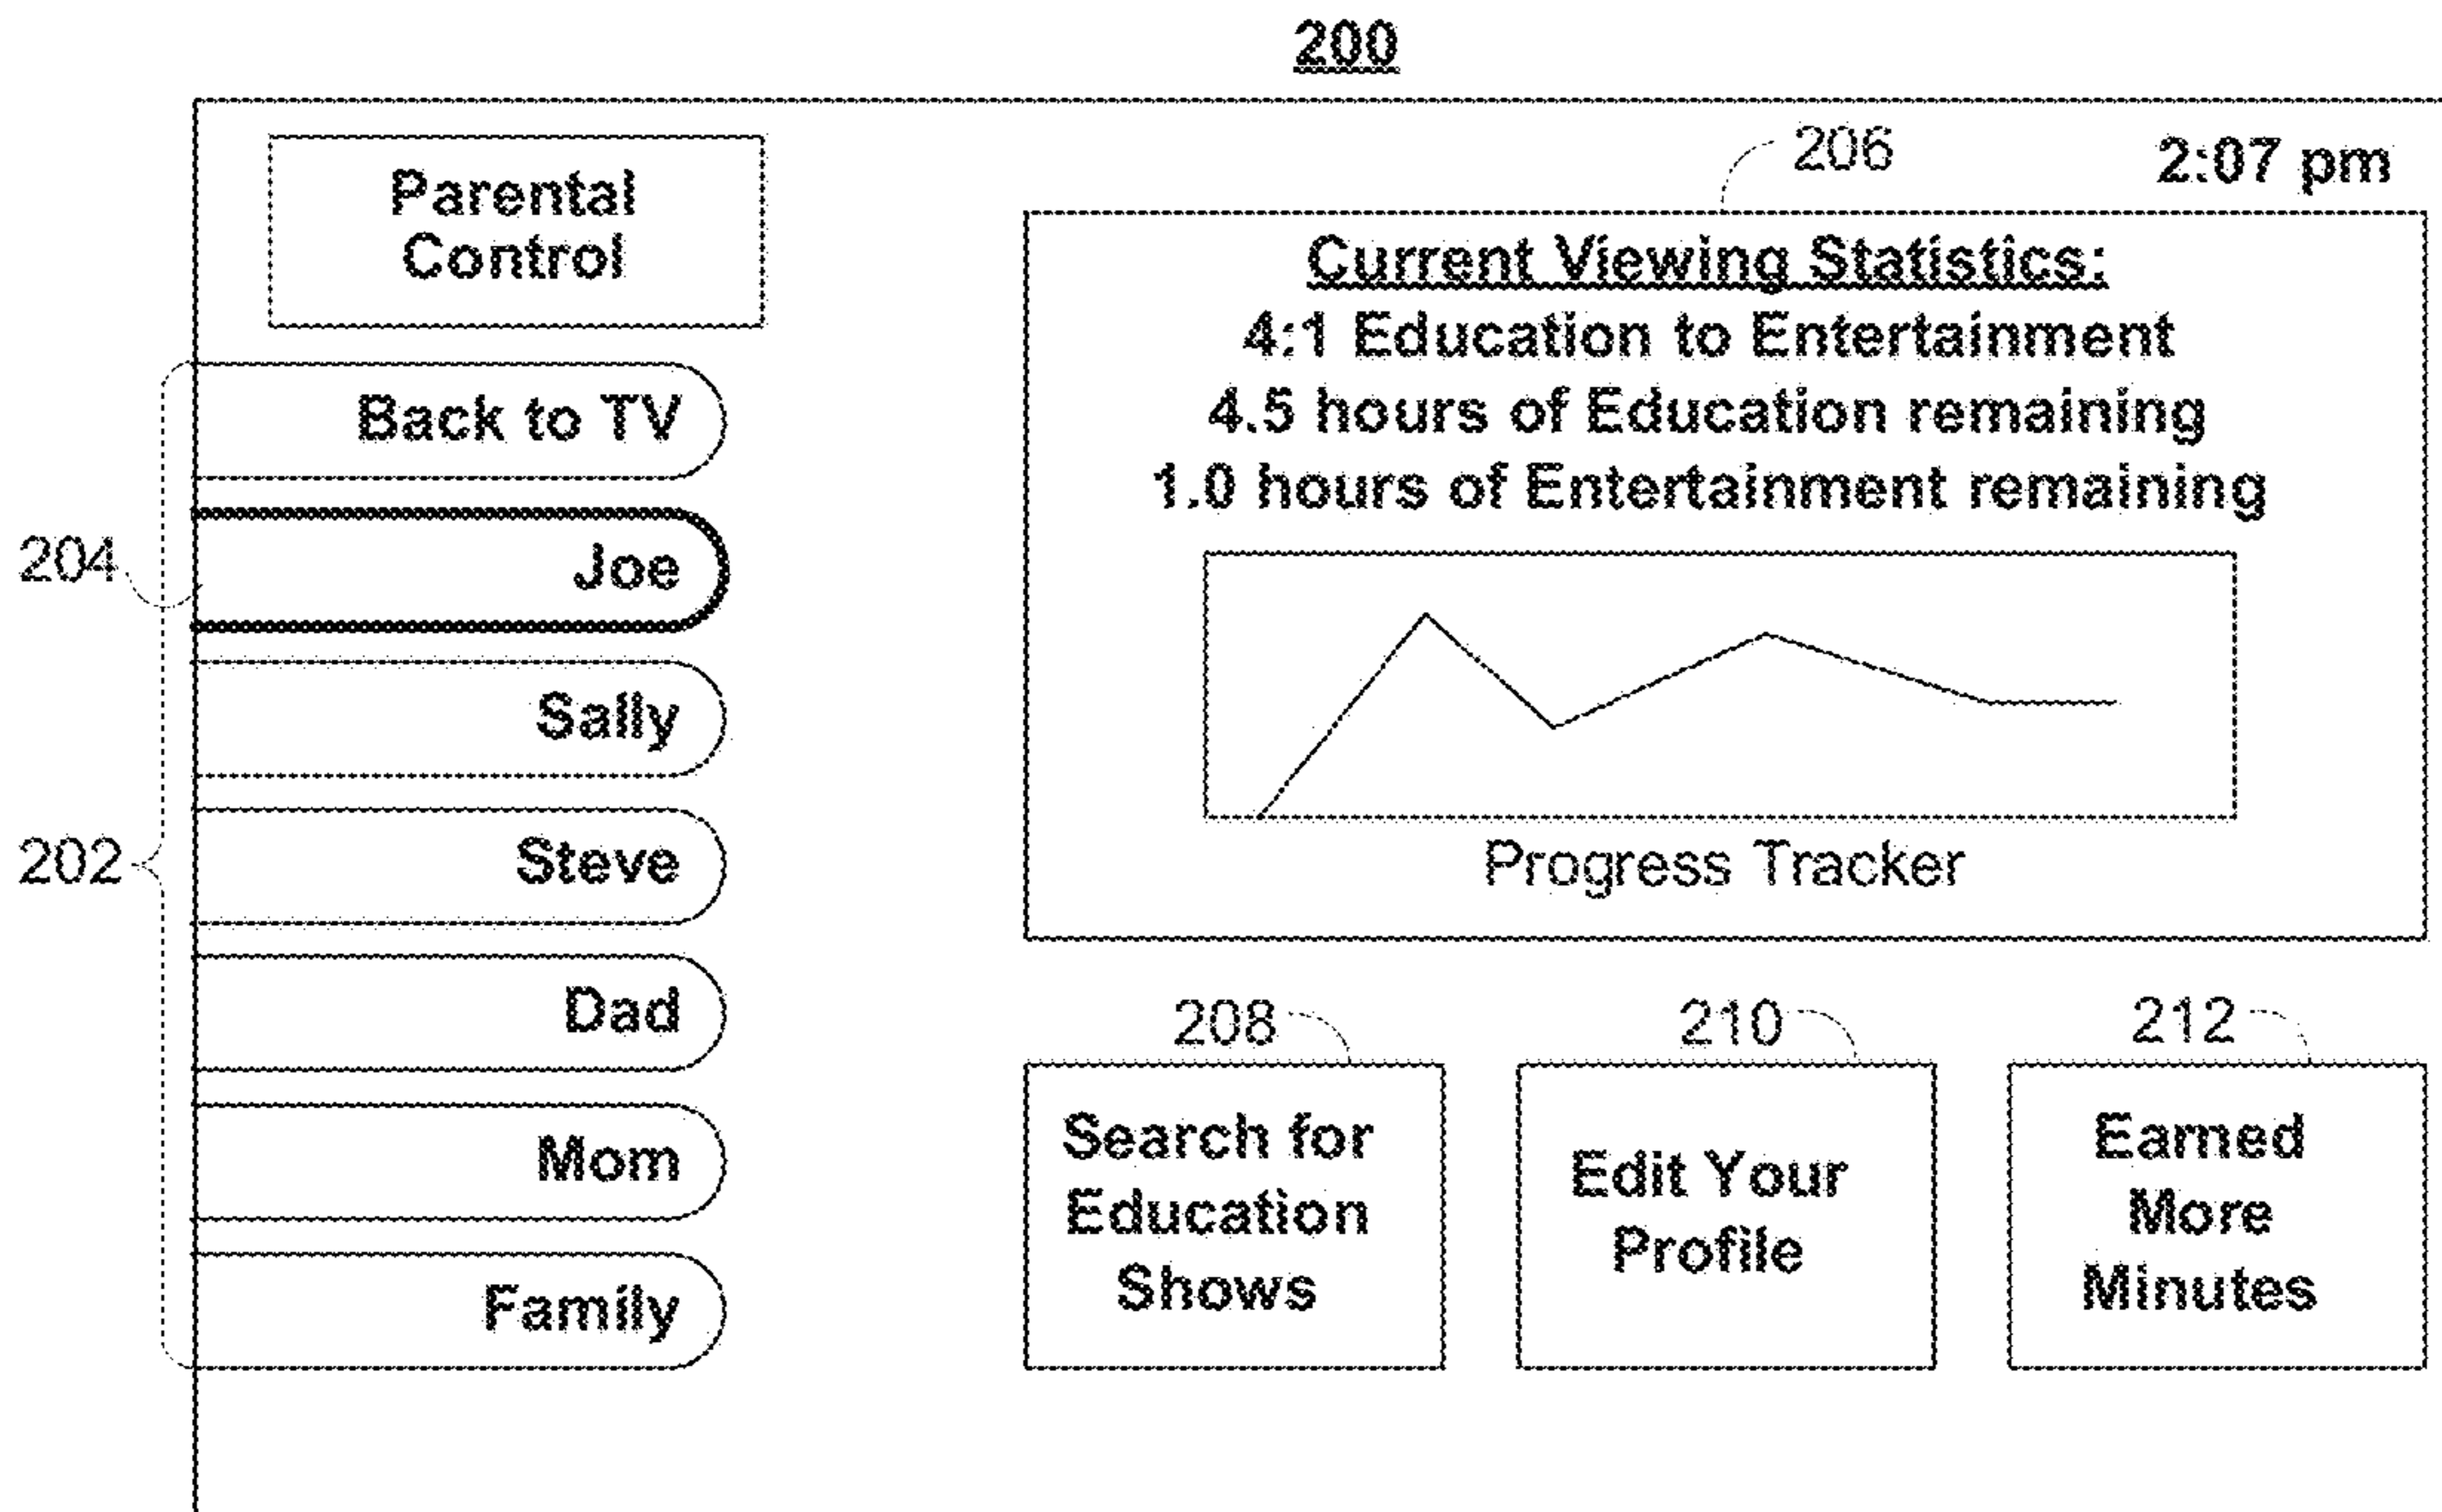 200
206
2:07 pm
Parental
Control
Current Viewing Statistics:
4:1 Education to Entertainment
4.5 hours of Education remaining
1.0 hours of Entertainment remaining
Progress Tracker
Back to TV
204
Joe
Sally
202
Steve
Dad
Mom
Family
208
Search for
Education
Shows
210
Edit Your
Profile
212
Earned
More
Minutes